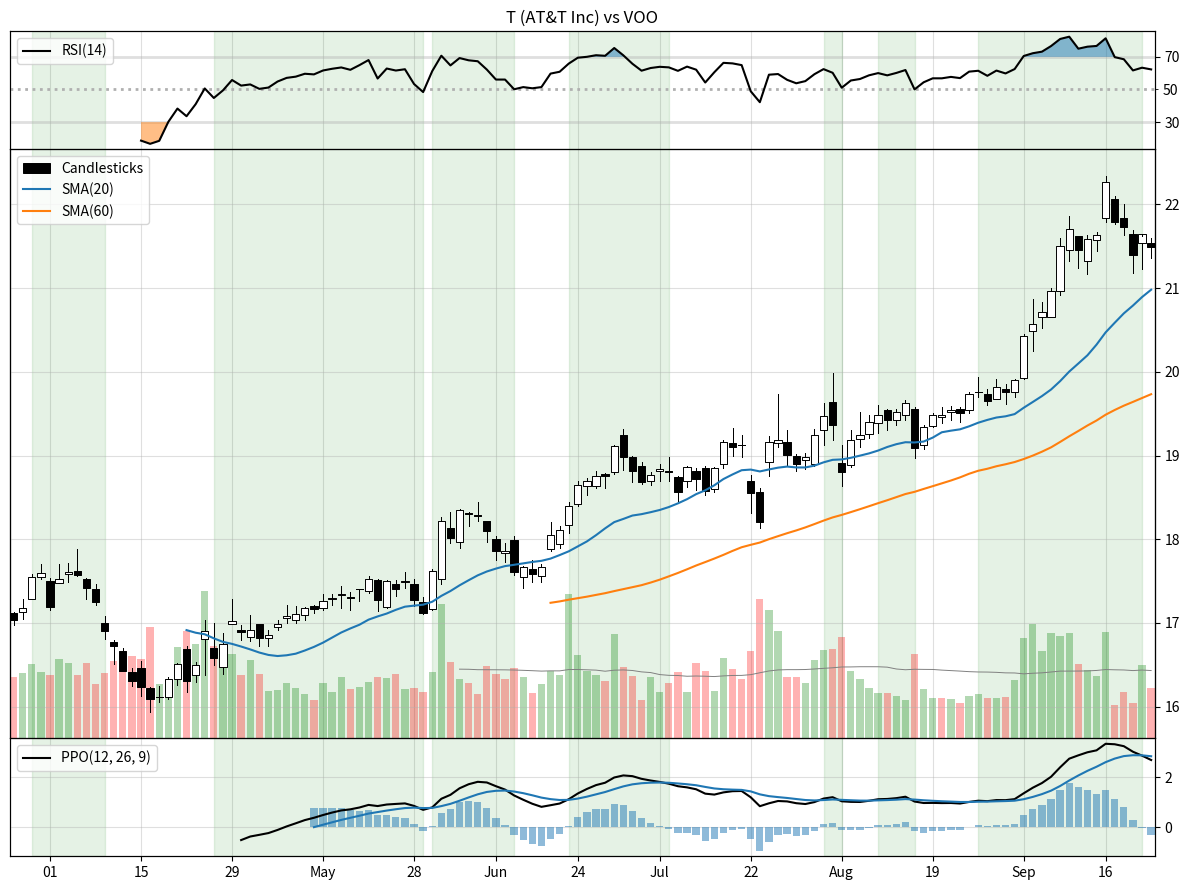 T (AT&T Inc) vs VOO
RSI(14)
70
50
30
Candlesticks
SMA(20)
SMA(60)
22
21
20
19
18
17
16
PPO(12, 26, 9)
2
0
01 15 29 May 28 Jun 24 Jul 22 Aug 19 Sep 16